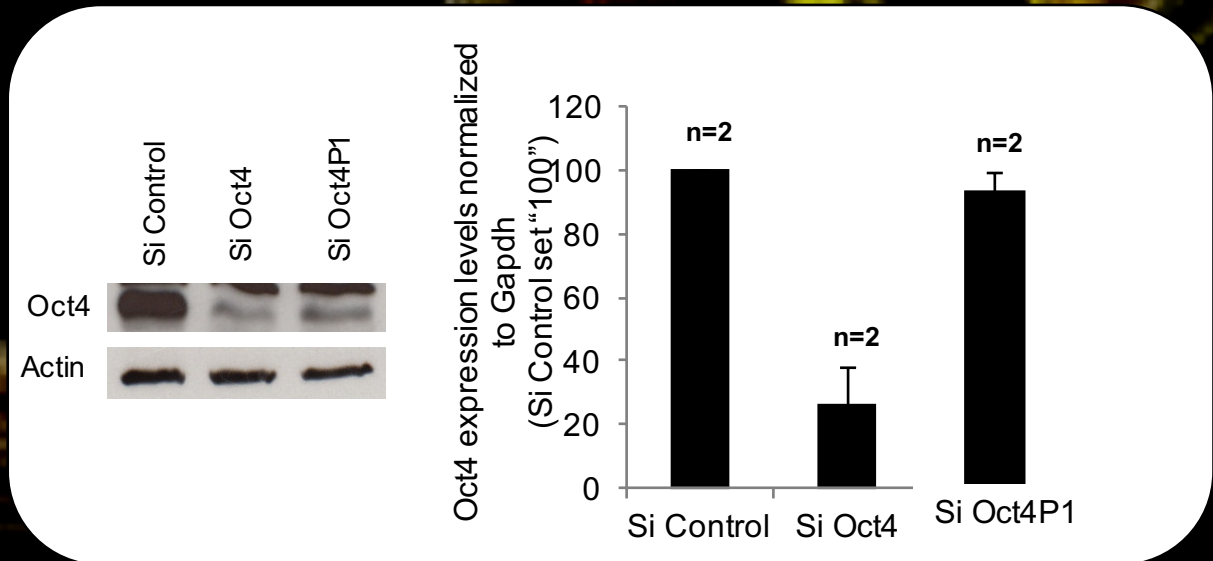 Si Control
Si Oct4
Si Oct4P1
Oct4
Actin
Oct4 expression levels normalized
to Gapdh
(Si Control set “100”)
120
100
80
60
40
20
0
n=2
n=2
n=2
Si Control
Si Oct4
Si Oct4P1